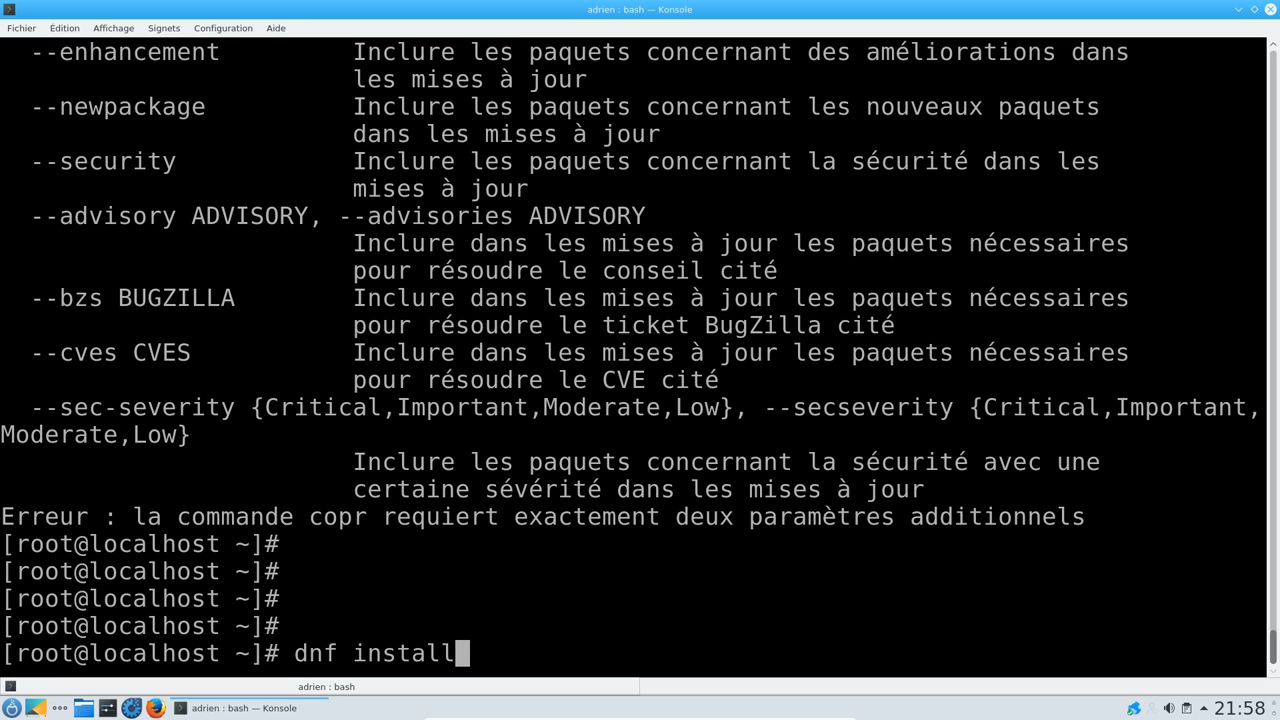 adrien : bash — Konsole
Fichier Édition Affichage Signets Configuration Aide
--enhancement Inclure les paquets concernant des améliorations dans
les mises à jour
--newpackage Inclure les paquets concernant les nouveaux paquets
dans les mises à jour
--security Inclure les paquets concernant la sécurité dans les
mises à jour
--advisory ADVISORY, --advisories ADVISORY
Inclure dans les mises à jour les paquets nécessaires
pour résoudre le conseil cité
--bzs BUGZILLA Inclure dans les mises à jour les paquets nécessaires
pour résoudre le ticket BugZilla cité
--cves CVES Inclure dans les mises à jour les paquets nécessaires
pour résoudre le CVE cité
--sec-severity {Critical,Important,Moderate,Low}, --secseverity {Critical,Important,
Moderate,Low}
Inclure les paquets concernant la sécurité avec une
certaine sévérité dans les mises à jour
Erreur : la commande copr requiert exactement deux paramètres additionnels
[root@localhost ~]#
[root@localhost ~]#
[root@localhost ~]#
[root@localhost ~]#
[root@localhost ~]# dnf install
adrien : bash
adrien : bash — Konsole
21:58